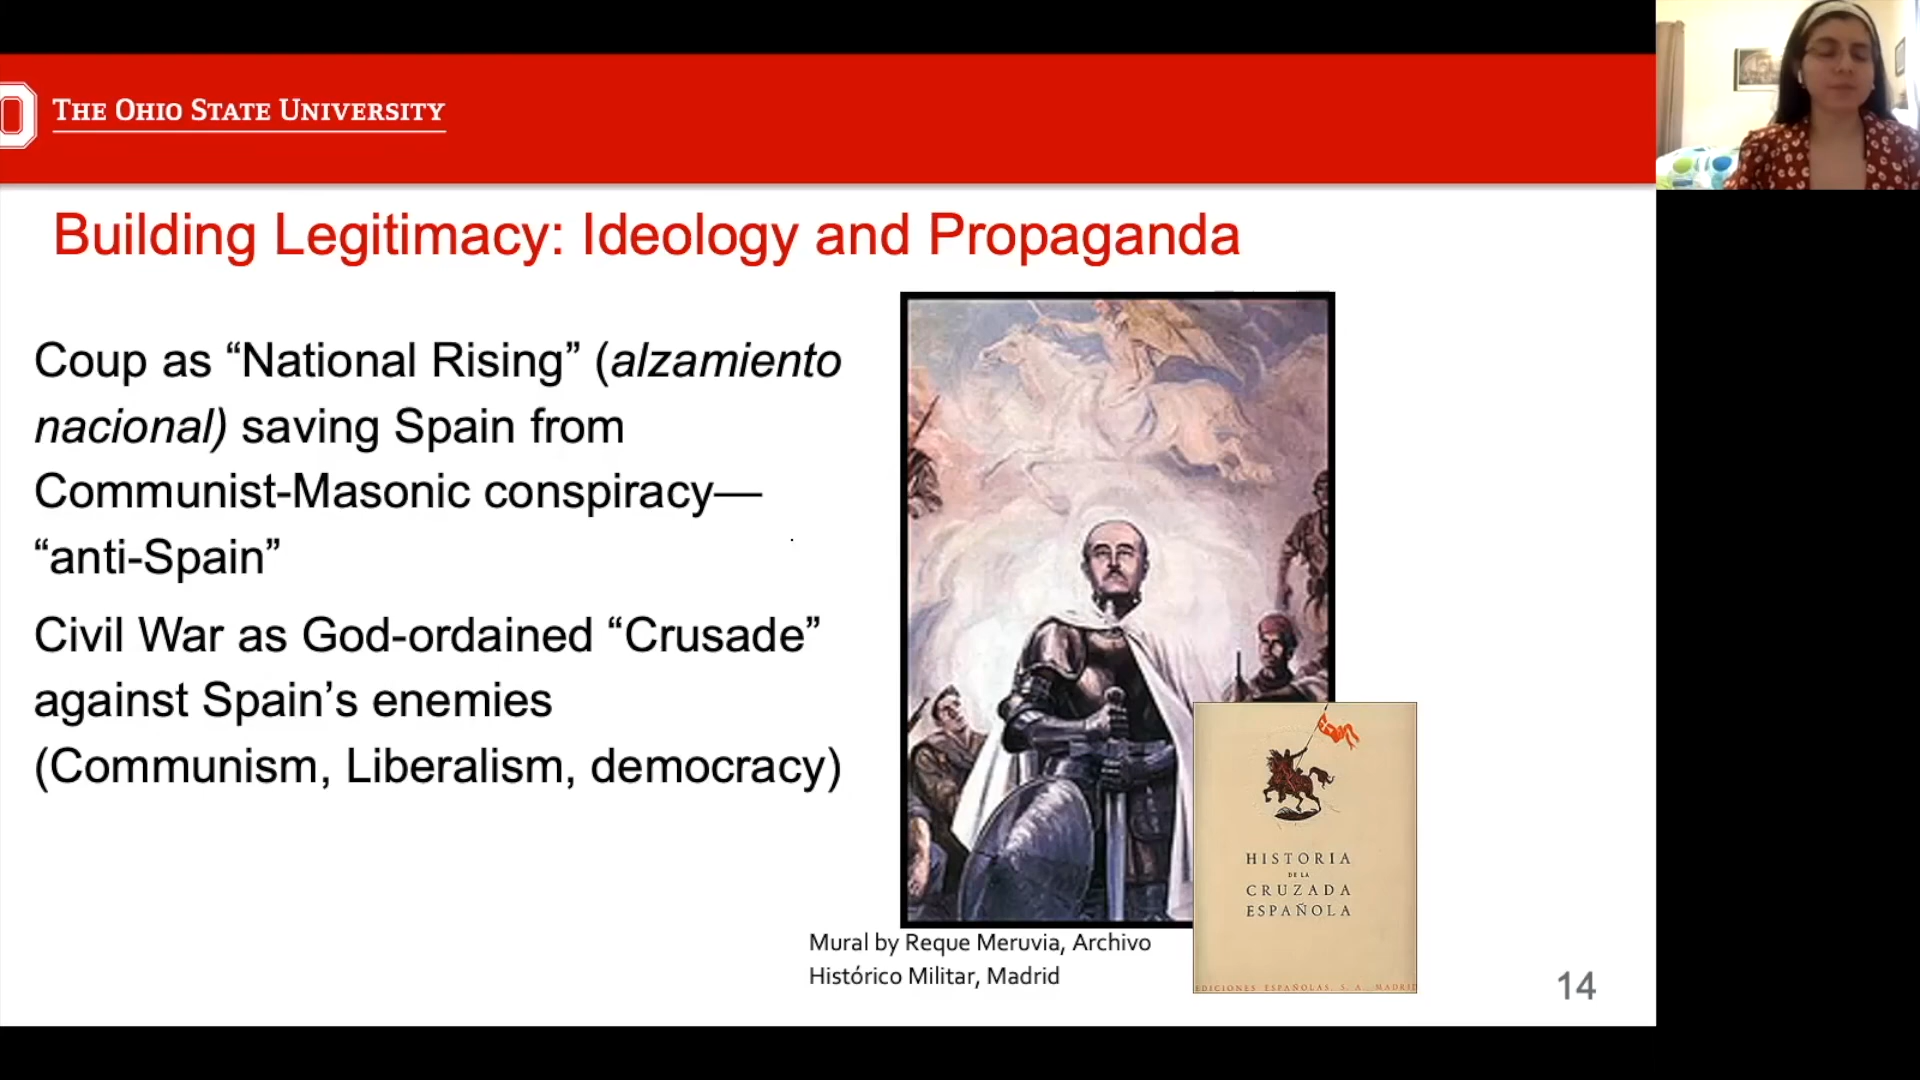 THE OHIO STATE UNIVERSITY
Building Legitimacy: Ideology and Propaganda
Coup as “National Rising” (alzamiento
nacional) saving Spain from
Communist-Masonic conspiracy—
“anti-Spain”
Civil War as God-ordained “Crusade”
against Spain’s enemies
(Communism, Liberalism, democracy)
HISTORIA
DE LA
CRUZADA
ESPAÑOLA
EDICIONES ESPAÑOLAS, S. A., MADRID
Mural by Reque Meruvia, Archivo
Histórico Militar, Madrid
14